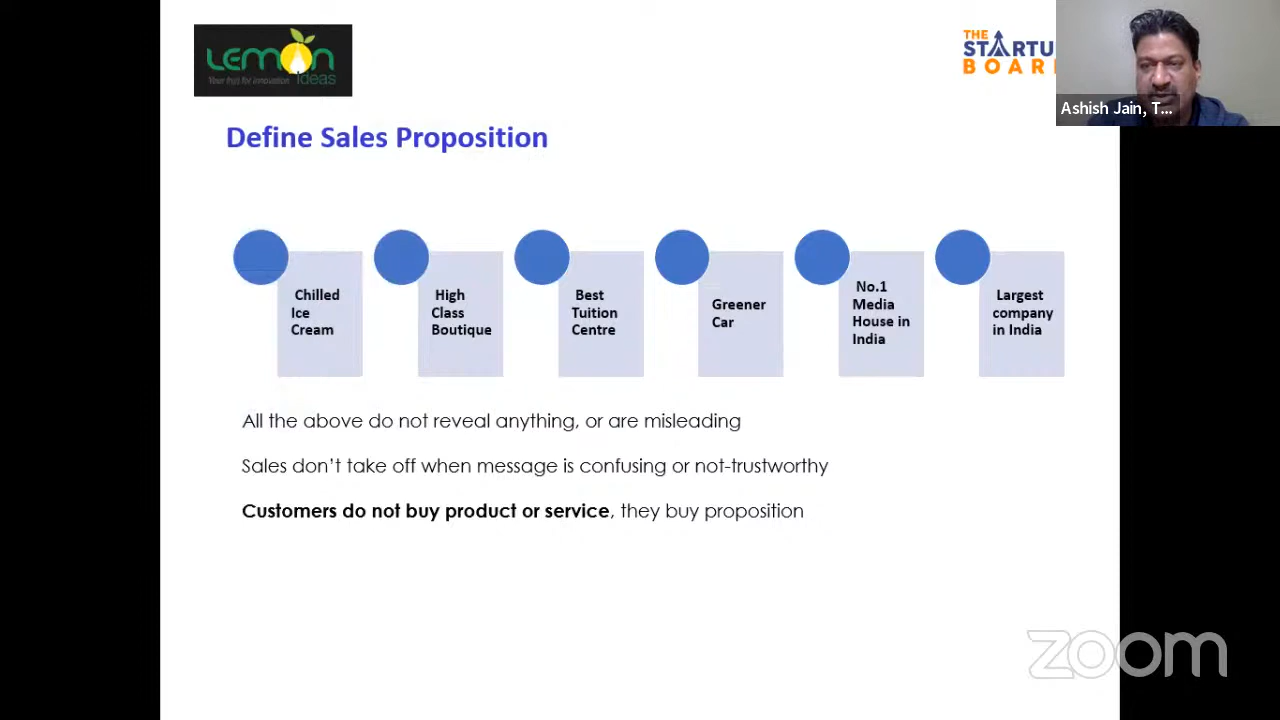 LEMON
Your fruit for innovation ideas
THE
STARTU
BOAR
Ashish Jain, T...
Define Sales Proposition
Chilled
Ice
Cream
High
Class
Boutique
Best
Tuition
Centre
Greener
Car
No.1
Media
House in
India
Largest
company
in India
All the above do not reveal anything, or are misleading
Sales don’t take off when message is confusing or not-trustworthy
Customers do not buy product or service, they buy proposition
zoom